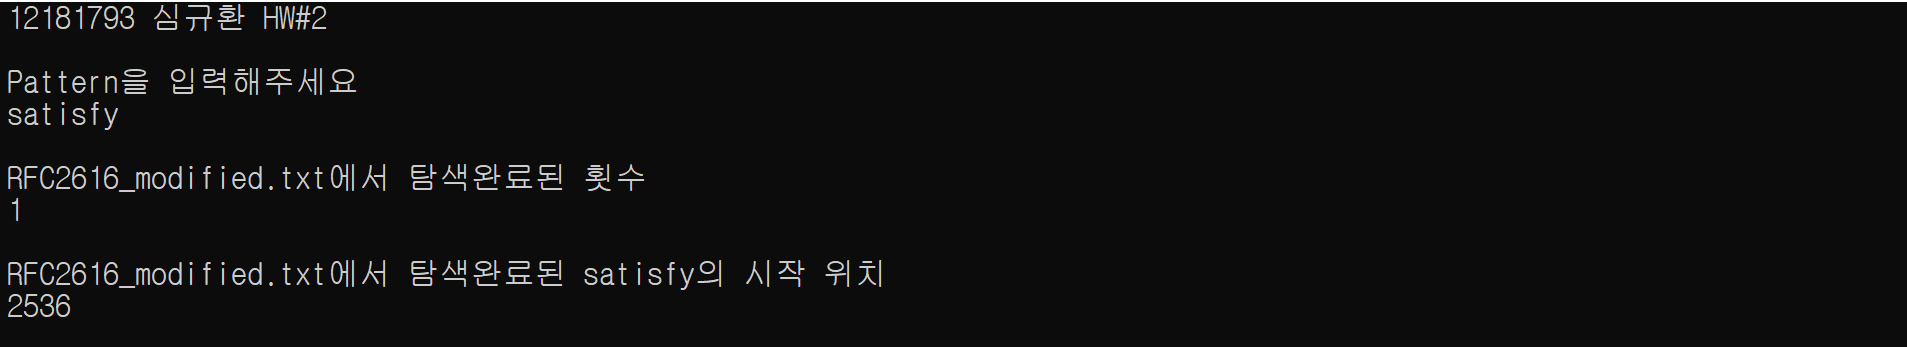 12181793 심규환 HW#2
Pattern을 입력해주세요
satisfy
RFC2616_modified.txt에서 탐색완료된 횟수
1
RFC2616_modified.txt에서 탐색완료된 satisfy의 시작 위치
2536